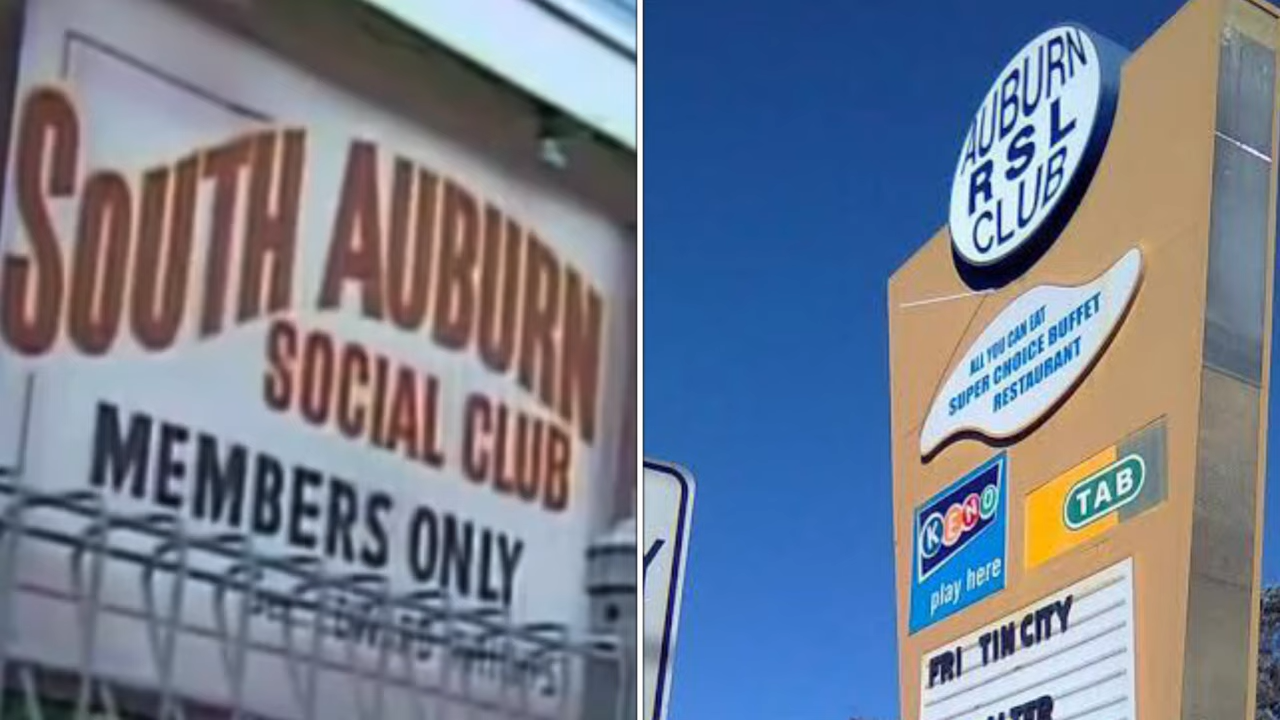 SOUTH AUBURN
SOCIAL CLUB
MEMBERS ONLY
AUBURN
RSL
CLUB
ALL YOU CAN EAT
SUPER CHOICE BUFFET
RESTAURANT
KENO
play here
TAB
FRI TIN CITY